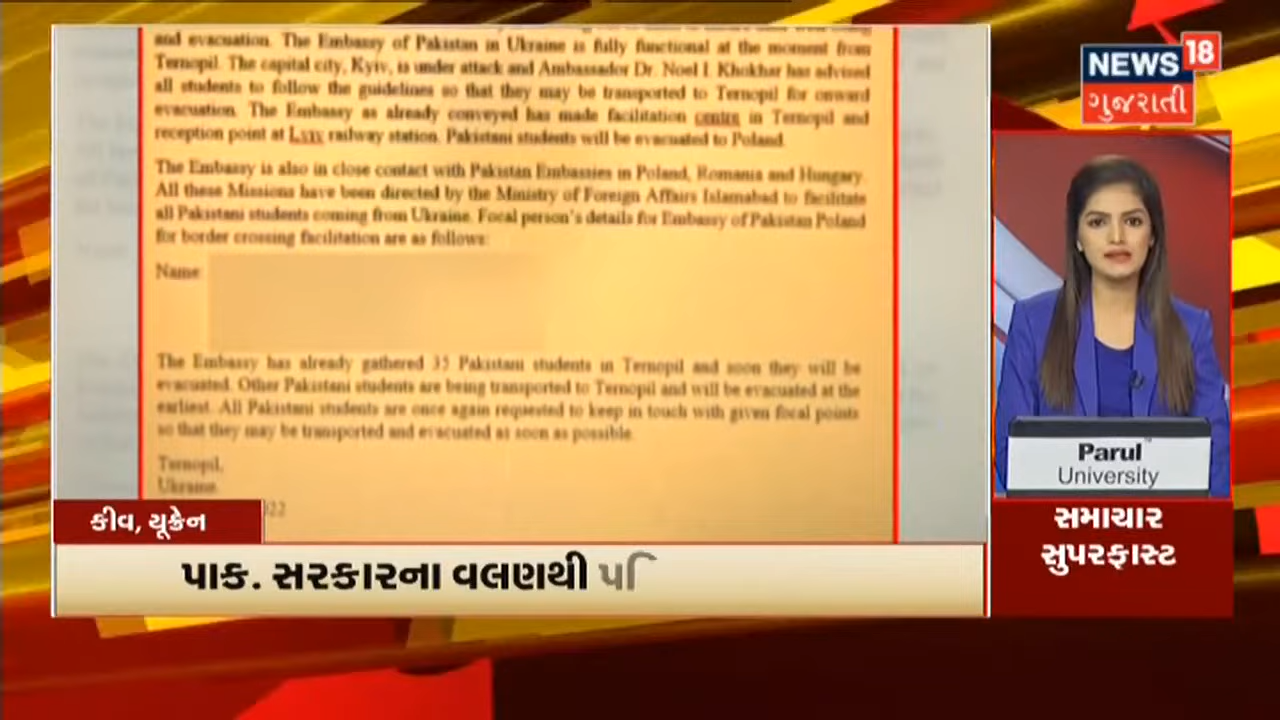 and evacuation. The Embassy of Pakistan in Ukraine is fully functional at the moment from
Ternopil. The capital city, Kyiv, is under attack and Ambassador Dr. Noel I. Khokhar has advised
all students to follow the guidelines so that they may be transported to Ternopil for onward
evacuation. The Embassy as already conveyed has made facilitation centre in Ternopil and
reception point at Lviv railway station. Pakistani students will be evacuated to Poland.
The Embassy is also in close contact with Pakistan Embassies in Poland, Romania and Hungary.
All these Missions have been directed by the Ministry of Foreign Affairs Islamabad to facilitate
all Pakistani students coming from Ukraine. Focal person's details for Embassy of Pakistan Poland
for border crossing facilitation are as follows:
Name
The Embassy has already gathered 35 Pakistani students in Ternopil and soon they will be
evacuated. Other Pakistani students are being transported to Ternopil and will be evacuated at the
earliest. All Pakistani students are once again requested to keep in touch with given focal points
so that they may be transported and evacuated as soon as possible.
Ternopil,
Ukraine
022
કીવ, યૂક્રેન
પાક. સરકારના વલણથી
NEWS 18
ગુજરાતી
Parul
University
સમાચાર
સુપરફાસ્ટ